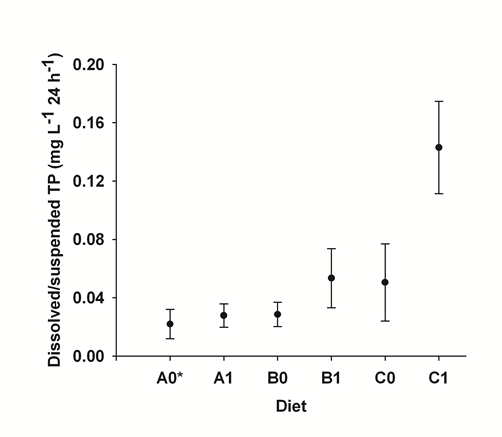 Dissolved/suspended TP (mg L⁻¹ 24 h⁻¹)
0.20
0.16
0.12
0.08
0.04
0.00
A0* A1 B0 B1 C0 C1
Diet